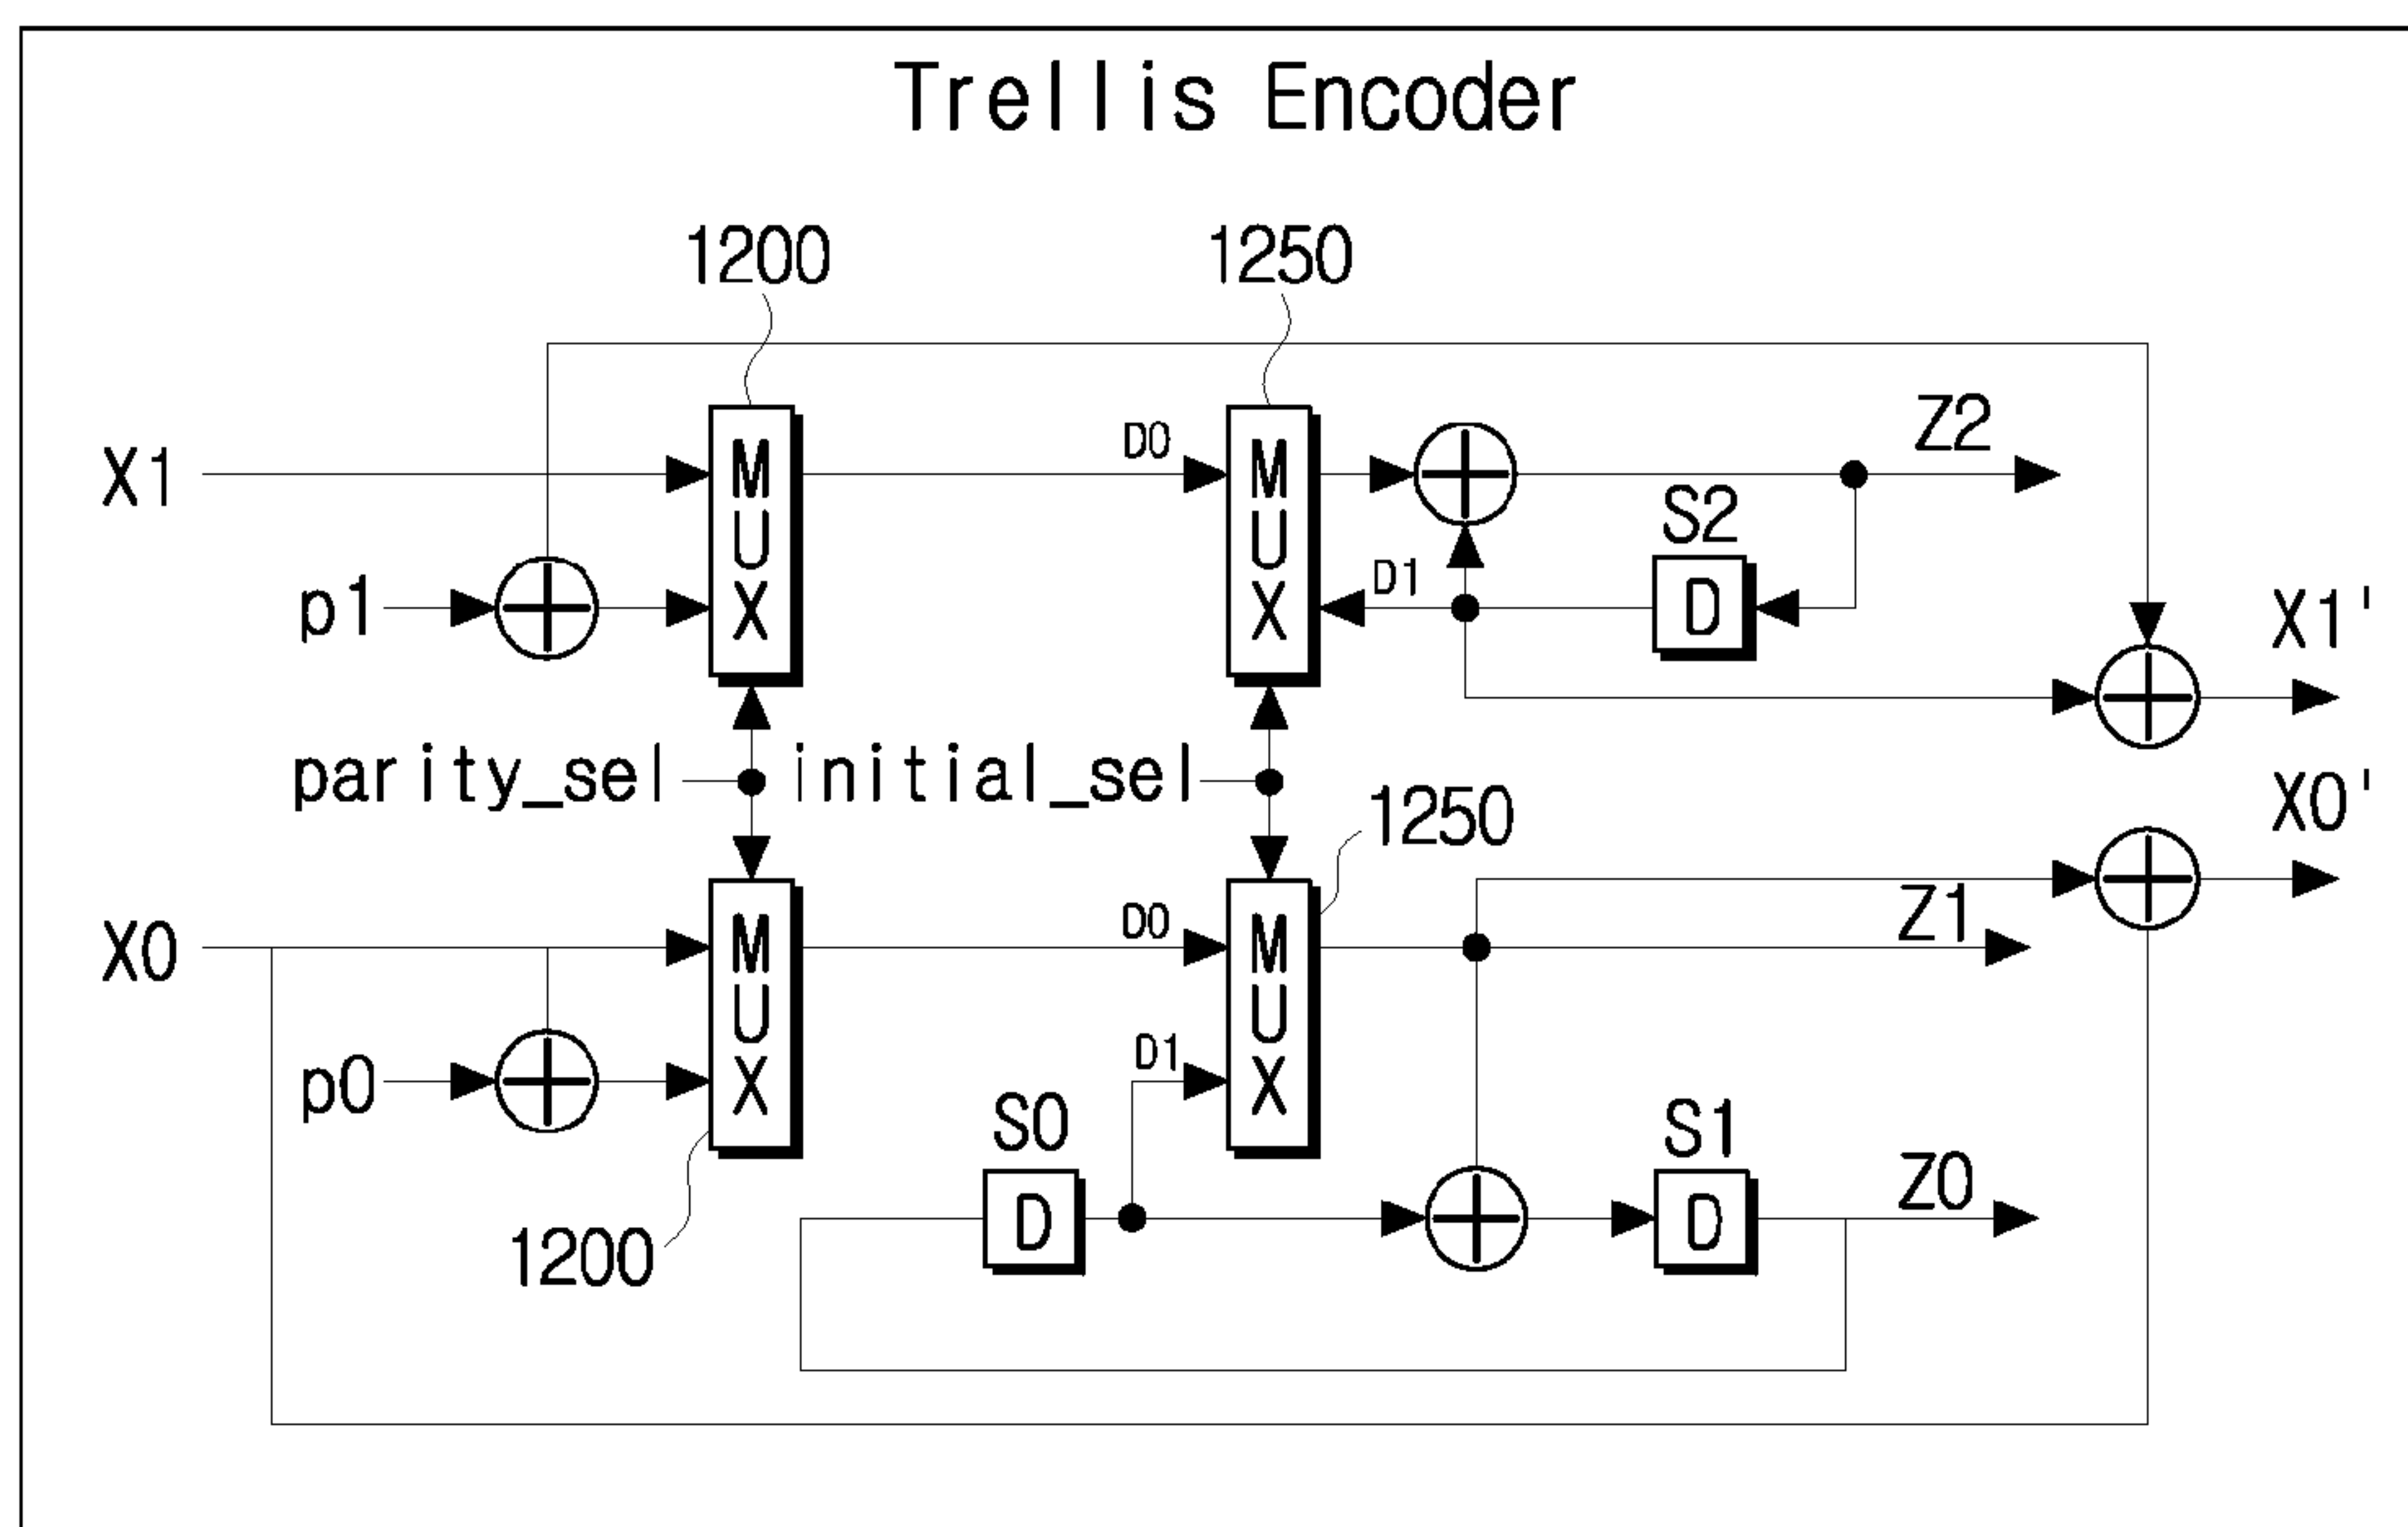 Trellis Encoder
1200
1250
X1
M
U
X
D0
M
U
X
Z2
S2
D
D1
p1
X1'
parity_sel
initial_sel
X0'
1250
X0
M
U
X
D0
M
U
X
Z1
D1
p0
S0
D
S1
D
Z0
1200